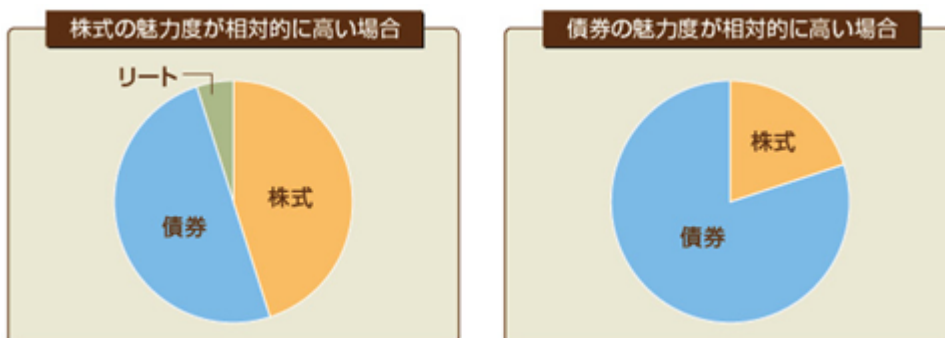 株式の魅力度が相対的に高い場合
リート
株式
債券
債券の魅力度が相対的に高い場合
株式
債券